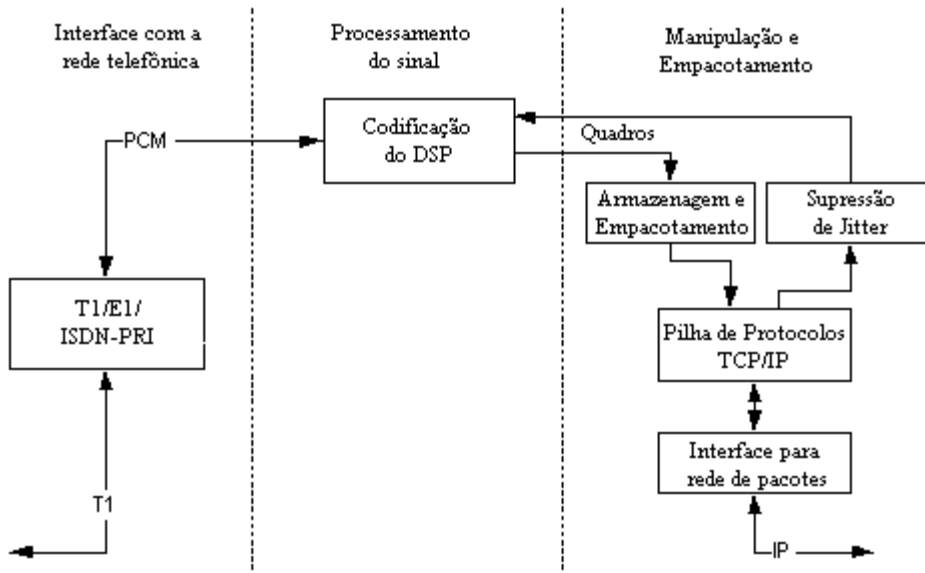 Interface com a
rede telefônica
Processamento
do sinal
Manipulação e
Empacotamento
PCM
Codificação
do DSP
Quadros
Armazenagem e
Empacotamento
Supressão
de Jitter
T1/E1/
ISDN-PRI
Pilha de Protocolos
TCP/IP
Interface para
rede de pacotes
T1
IP